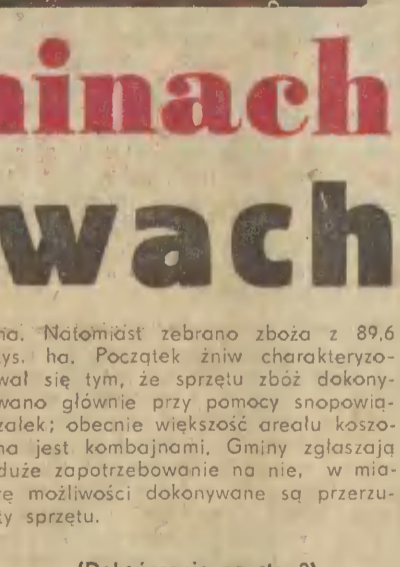 inach
wach
ha. Natomiast zebrano zboża z 89,6
tys. ha. Początek żniw charakteryzo-
wał się tym, że sprzętu zbóż dokony-
wano głównie przy pomocy snopowią-
załek; obecnie większość areału koszo-
na jest kombajnami. Gminy zgłaszają
duże zapotrzebowanie na nie, w mia-
rę możliwości dokonywane są przerzu-
ty sprzętu.